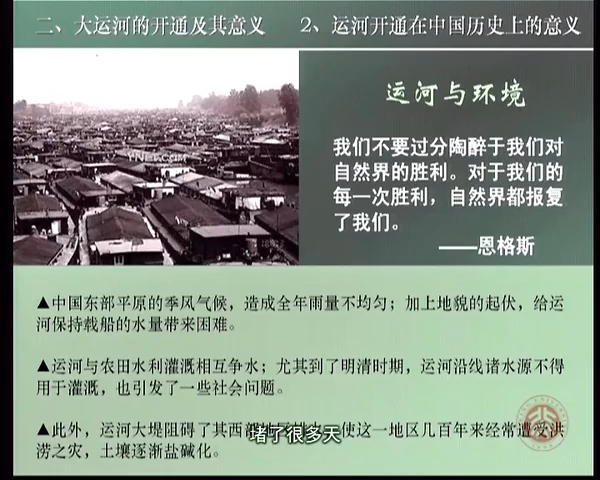 二、大运河的开通及其意义 2、运河开通在中国历史上的意义
运河与环境
YNET.COM
我们不要过分陶醉于我们对
自然界的胜利。对于我们的
每一次胜利，自然界都报复
了我们。
——恩格斯
▲中国东部平原的季风气候，造成全年雨量不均匀；加上地貌的起伏，给运
河保持载船的水量带来困难。
▲运河与农田水利灌溉相互争水；尤其到了明清时期，运河沿线诸水源不得
用于灌溉，也引发了一些社会问题。
▲此外，运河大堤阻碍了其西部 使这一地区几百年来经常遭受洪
涝之灾，土壤逐渐盐碱化。
堵了很多天